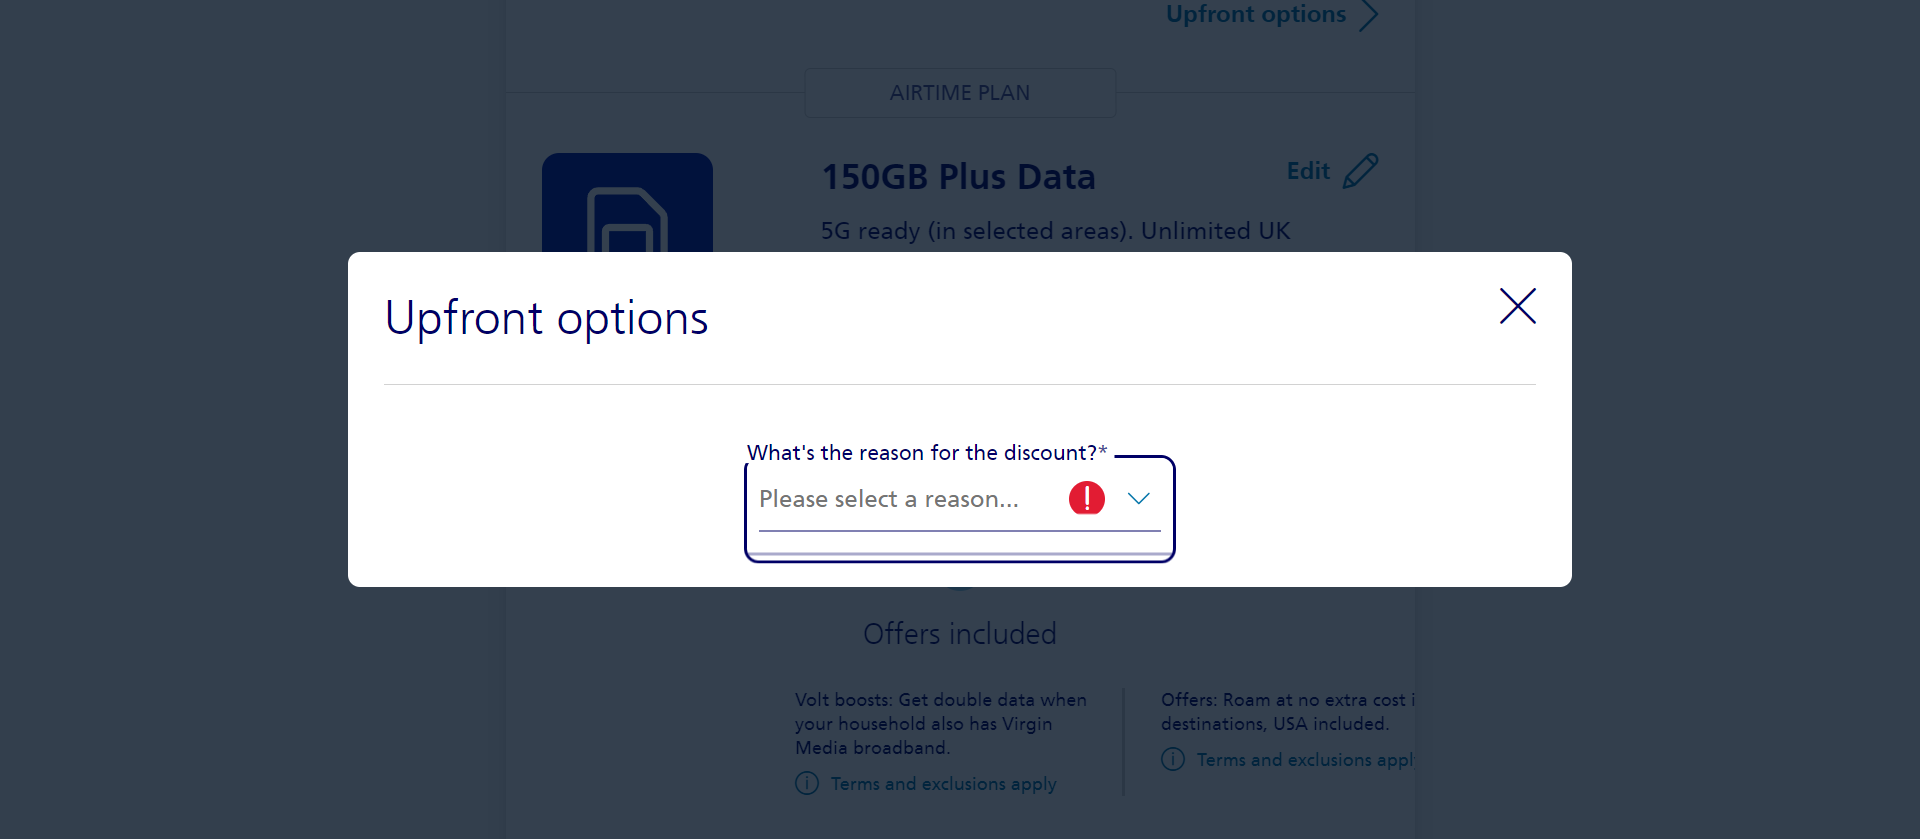 Upfront options
AIRTIME PLAN
150GB Plus Data
Edit
5G ready (in selected areas). Unlimited UK
Upfront options
What's the reason for the discount?*
Please select a reason...
Offers included
Volt boosts: Get double data when
your household also has Virgin
Media broadband.
Terms and exclusions apply
Offers: Roam at no extra cost i
destinations, USA included.
Terms and exclusions appl